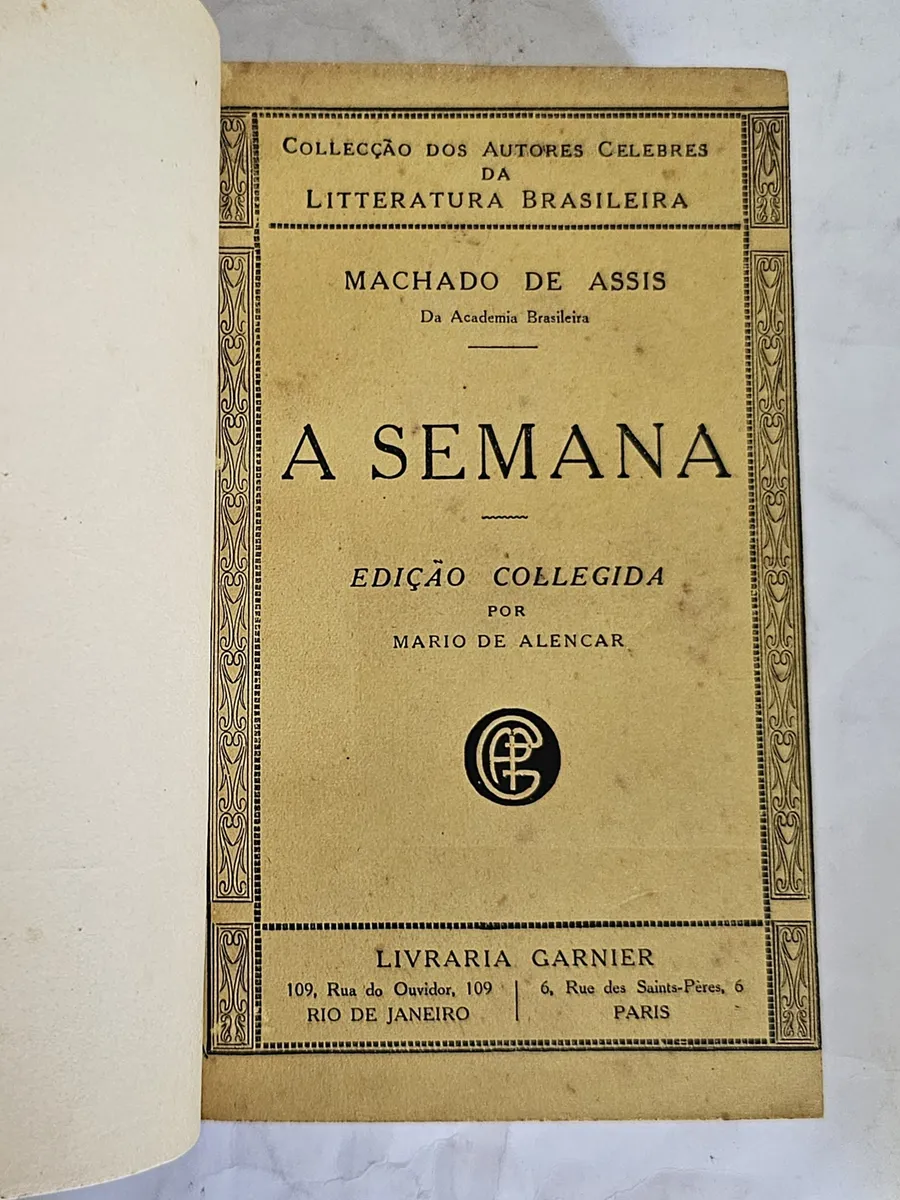 COLLECÇÃO DOS AUTORES CELEBRES
DA
LITTERATURA BRASILEIRA
MACHADO DE ASSIS
Da Academia Brasileira
A SEMANA
EDIÇÃO COLLEGIDA
POR
MARIO DE ALENCAR
LIVRARIA GARNIER
109, Rua do Ouvidor, 109
RIO DE JANEIRO
6, Rue des Saints-Pères, 6
PARIS